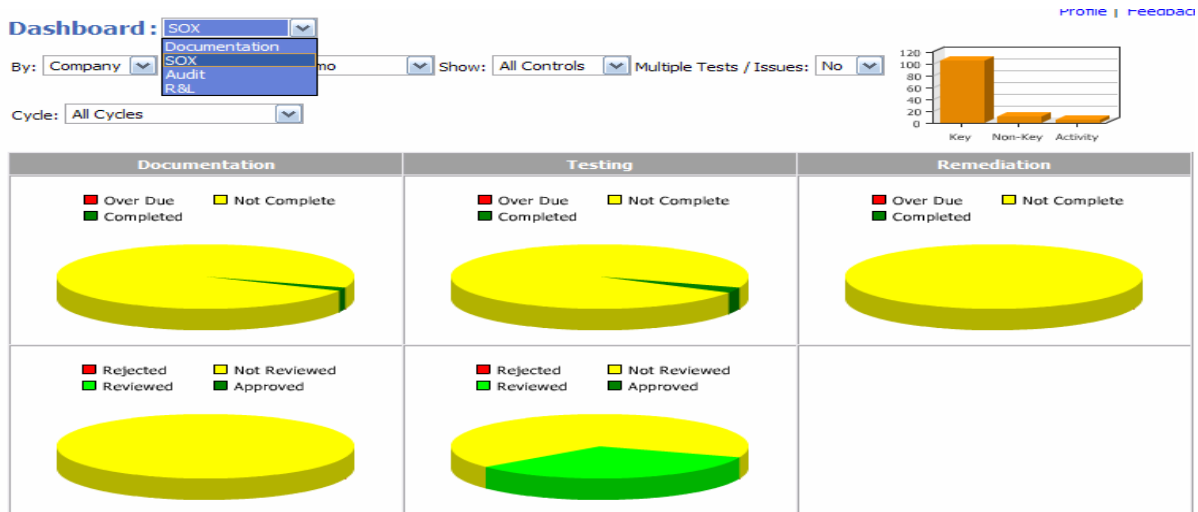 Profile | Feedback
Dashboard: SOX
Documentation
SOX
Audit
R&L
By: Company mo Show: All Controls Multiple Tests / Issues: No
Cycle: All Cycles
120
100
80
60
40
20
0
Key Non-Key Activity
Documentation Testing Remediation
Over Due Not Complete Over Due Not Complete Over Due Not Complete
Completed Completed Completed
Rejected Not Reviewed Rejected Not Reviewed
Reviewed Approved Reviewed Approved